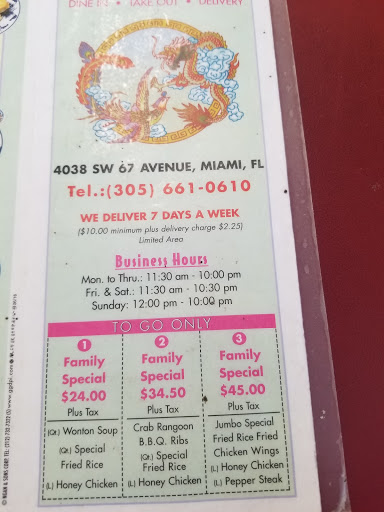 DINE IN • TAKE OUT • DELIVERY
4038 SW 67 AVENUE, MIAMI, FL
Tel.:(305) 661-0610
WE DELIVER 7 DAYS A WEEK
($10.00 minimum plus delivery charge $2.25)
Limited Area
Business Hours
Mon. to Thru.: 11:30 am - 10:00 pm
Fri. & Sat.: 11:30 am - 10:30 pm
Sunday: 12:00 pm - 10:00 pm
TO GO ONLY
1
Family
Special
$24.00
Plus Tax
(Qt.) Wonton Soup
(Qt.) Special
Fried Rice
(L) Honey Chicken
2
Family
Special
$34.50
Plus Tax
Crab Rangoon
B.B.Q. Ribs
(Qt.) Special
Fried Rice
(L) Honey Chicken
3
Family
Special
$45.00
Plus Tax
Jumbo Special
Fried Rice Fried
Chicken Wings
(L) Honey Chicken
(L) Pepper Steak